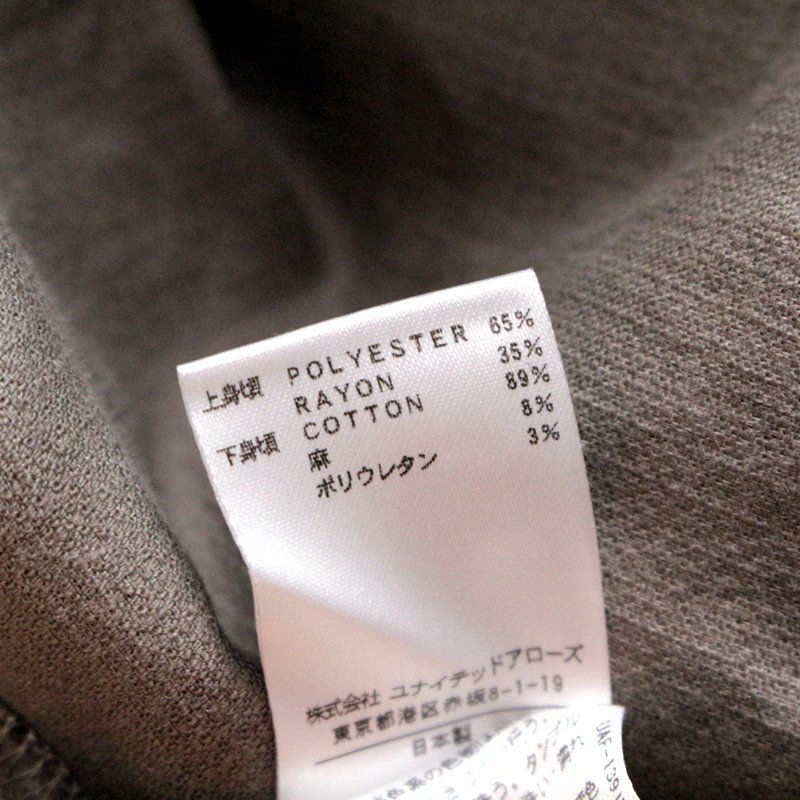 上身頃 POLYESTER 65%
RAYON 35%
下身頃 COTTON 89%
麻 8%
ポリウレタン 3%
株式会社 ユナイテッドアローズ
東京都港区赤坂8-1-19
日本製